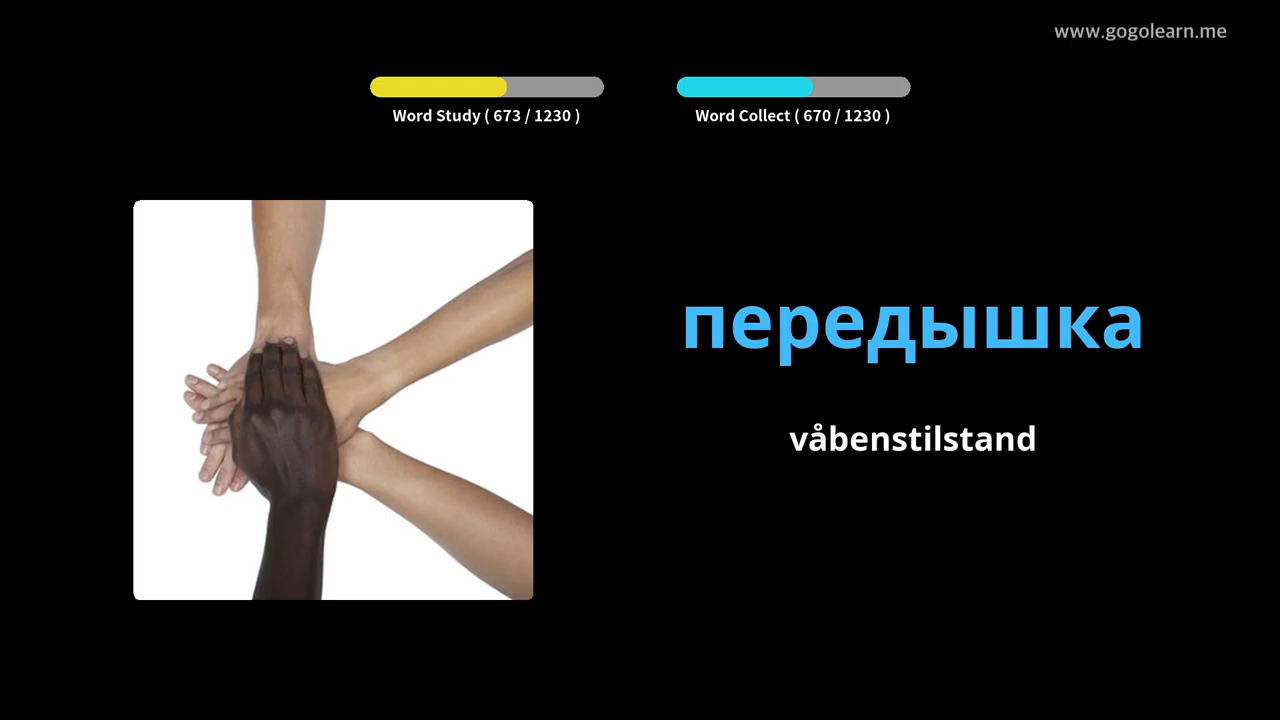 www.gogolearn.me
Word Study ( 673 / 1230 )
Word Collect ( 670 / 1230 )
передышка
våbenstilstand